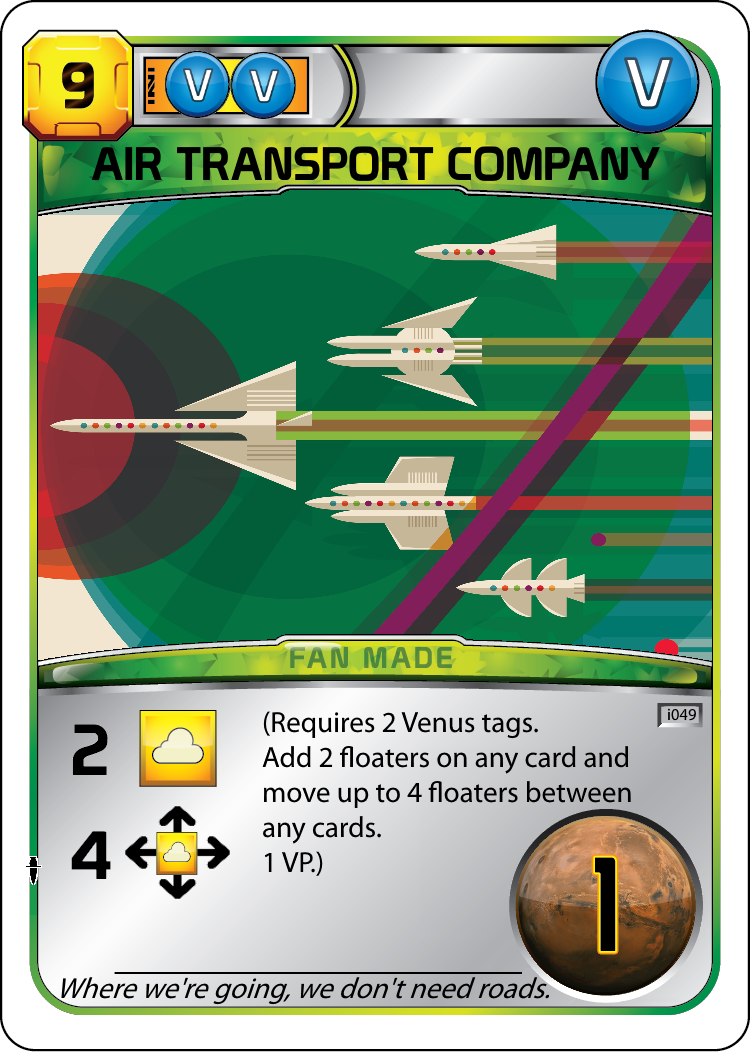 9
V V
V
AIR TRANSPORT COMPANY
FAN MADE
i049
2
(Requires 2 Venus tags.
Add 2 floaters on any card and
move up to 4 floaters between
any cards.
1 VP.)
4
1
Where we're going, we don't need roads.